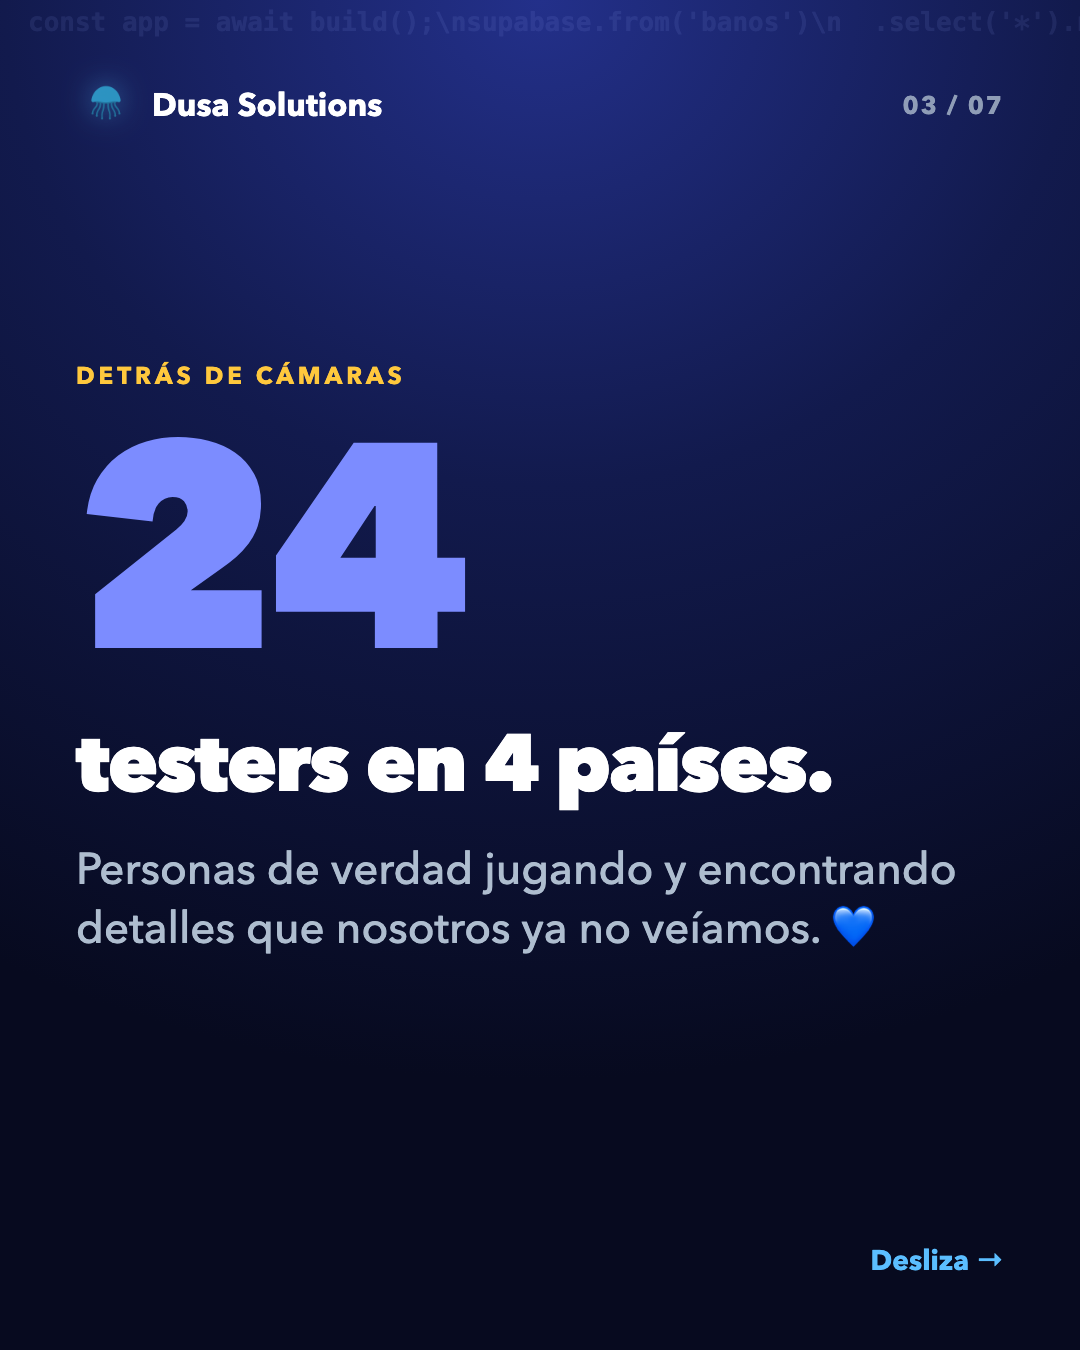 const app = await build();\nsupabase.from('banos')\n  .select('*').
Dusa Solutions
03 / 07
DETRÁS DE CÁMARAS
24
testers en 4 países.
Personas de verdad jugando y encontrando
detalles que nosotros ya no veíamos. 💙
Desliza →